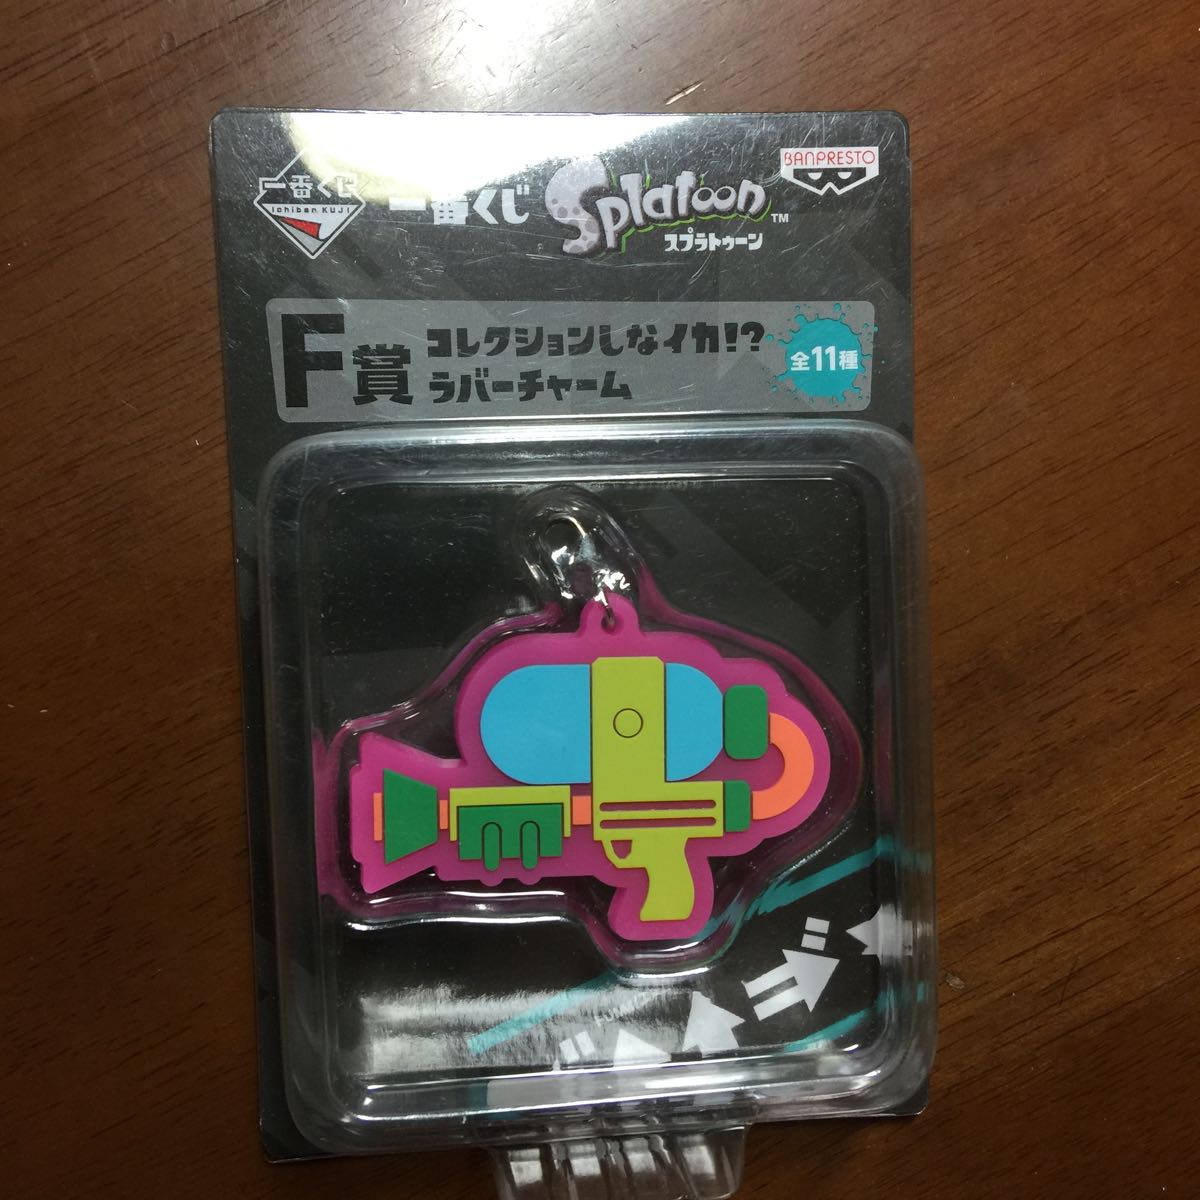 一番くじ
Ichiban KUJI
一番くじ Splatoon™
スプラトゥーン
BANPRESTO
F賞 コレクションしなイカ!?
ラバーチャーム
全11種